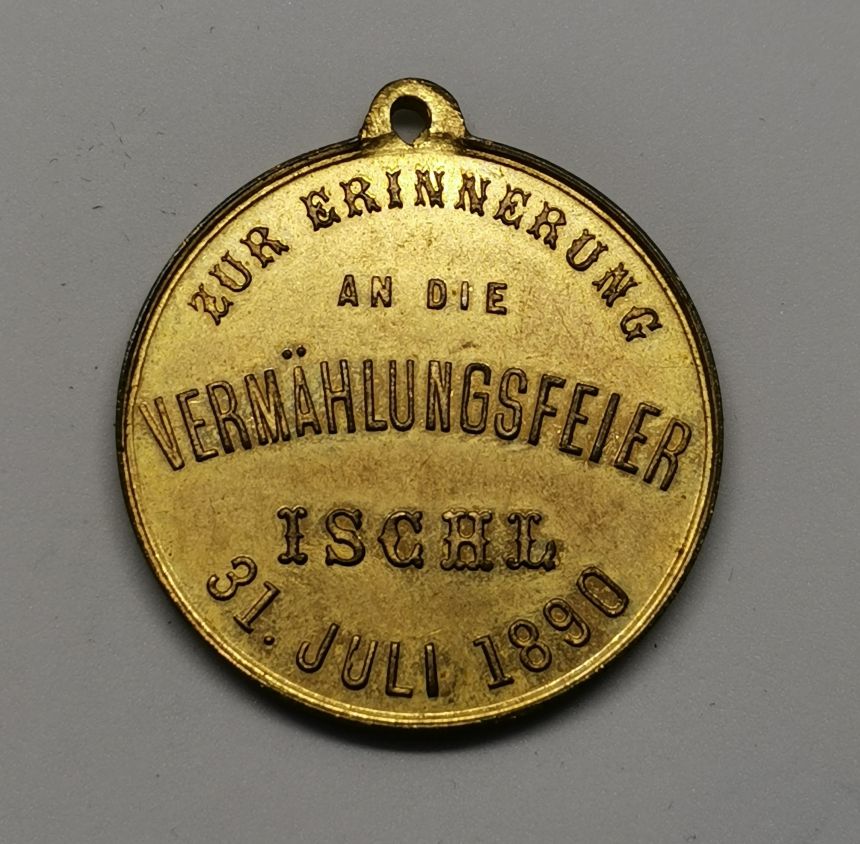 ZUR ERINNERUNG
AN DIE
VERMÄHLUNGSFEIER
ISCHL
31. JULI 1890